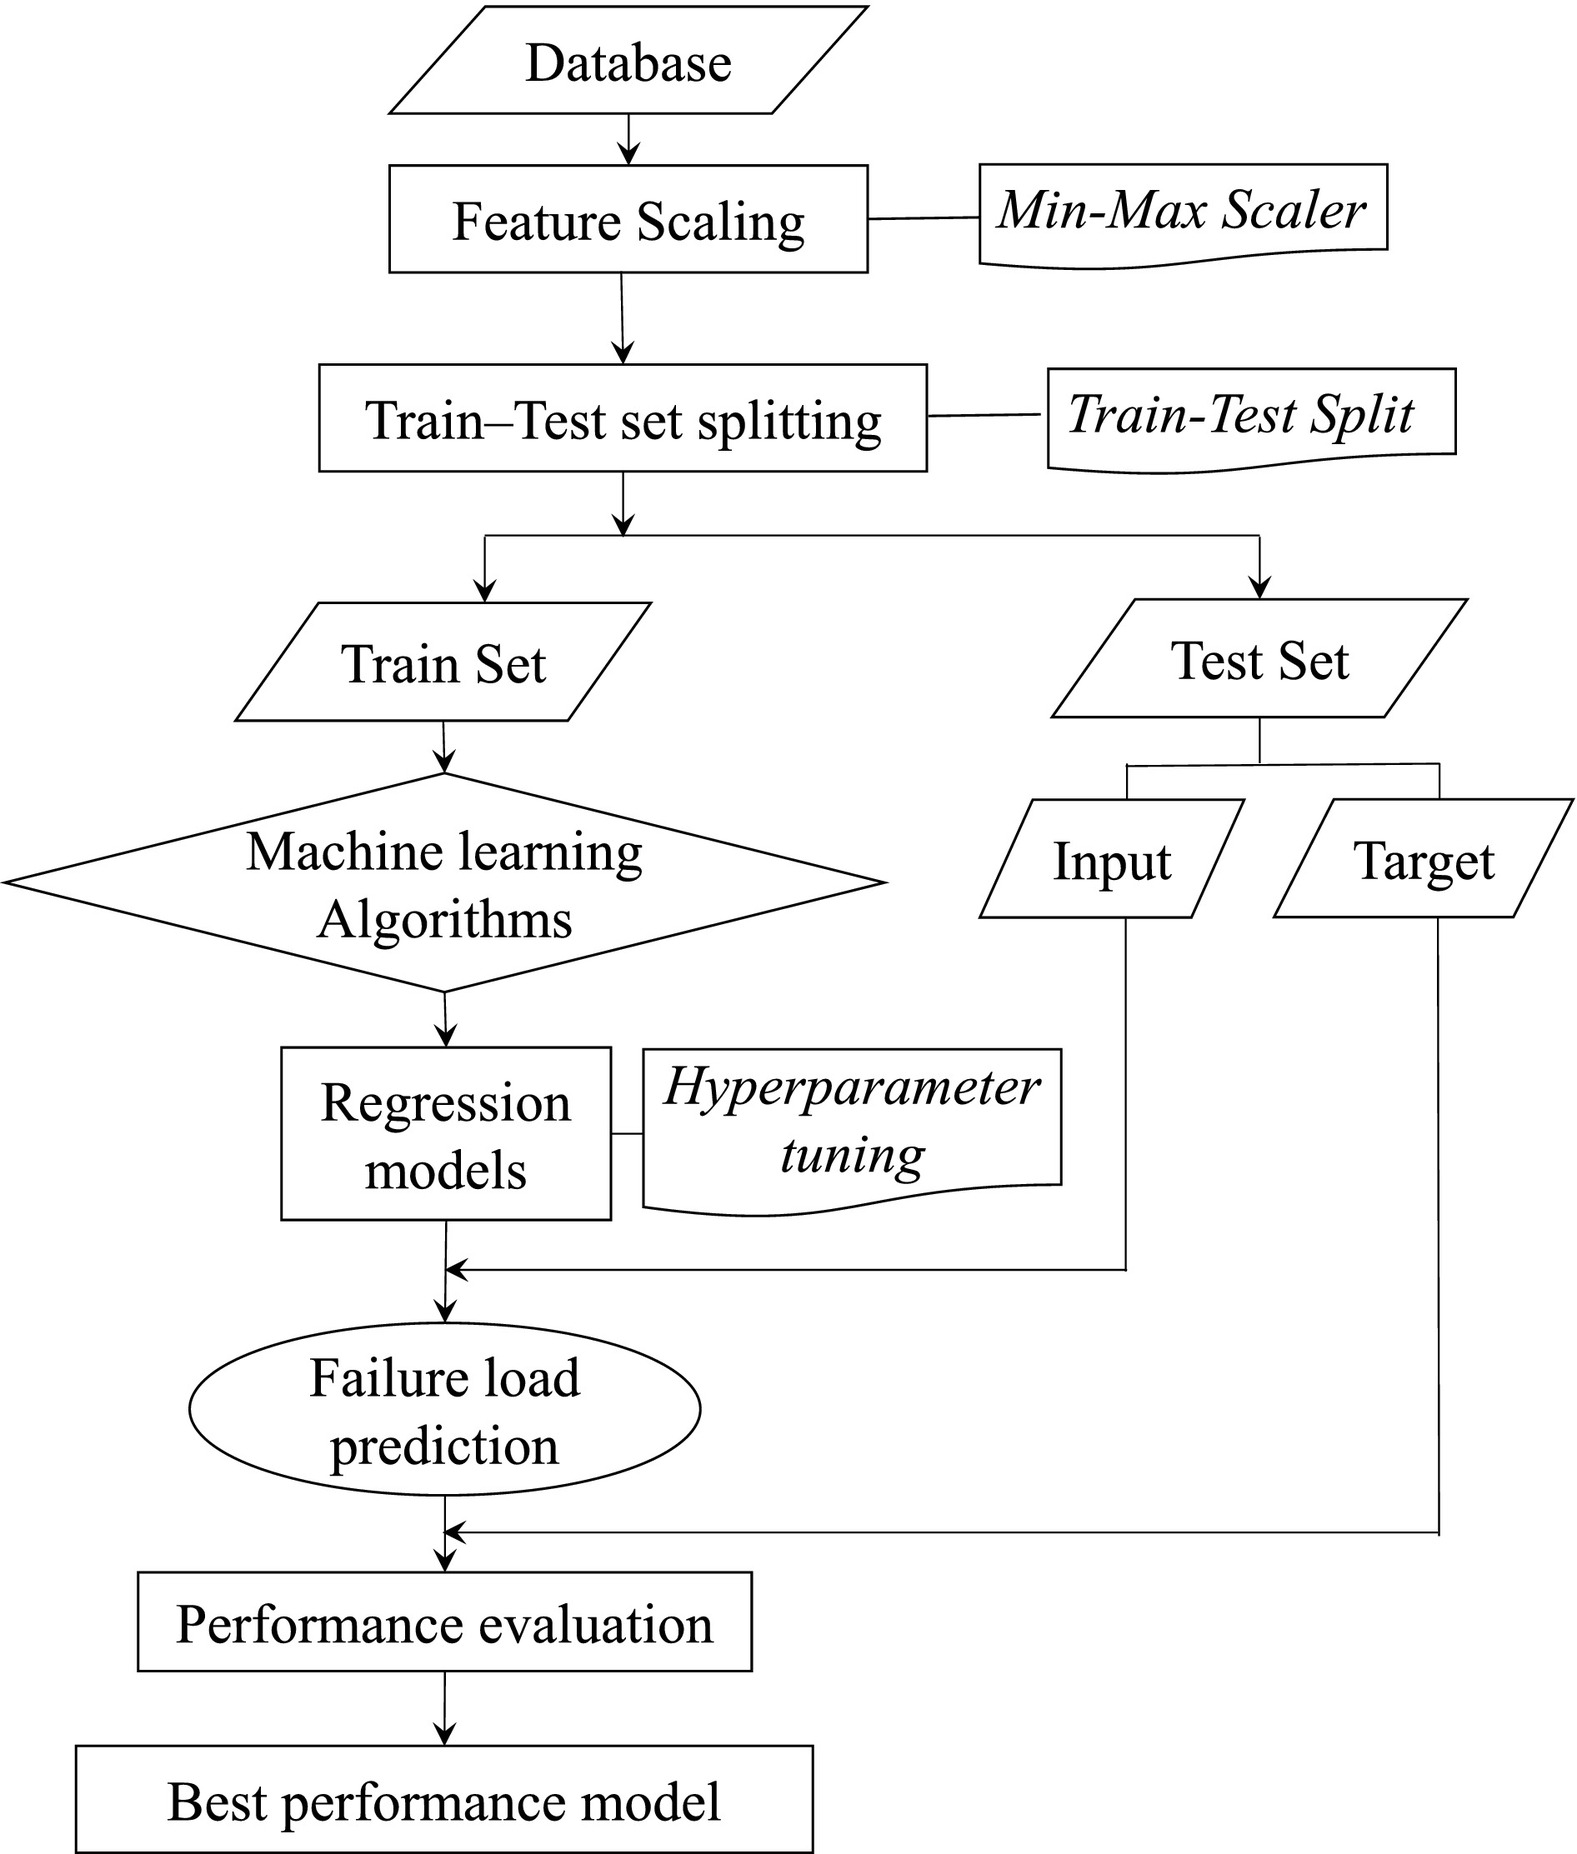 Database
Feature Scaling
Min-Max Scaler
Train–Test set splitting
Train-Test Split
Train Set
Test Set
Machine learning
Algorithms
Input
Target
Regression
models
Hyperparameter
tuning
Failure load
prediction
Performance evaluation
Best performance model